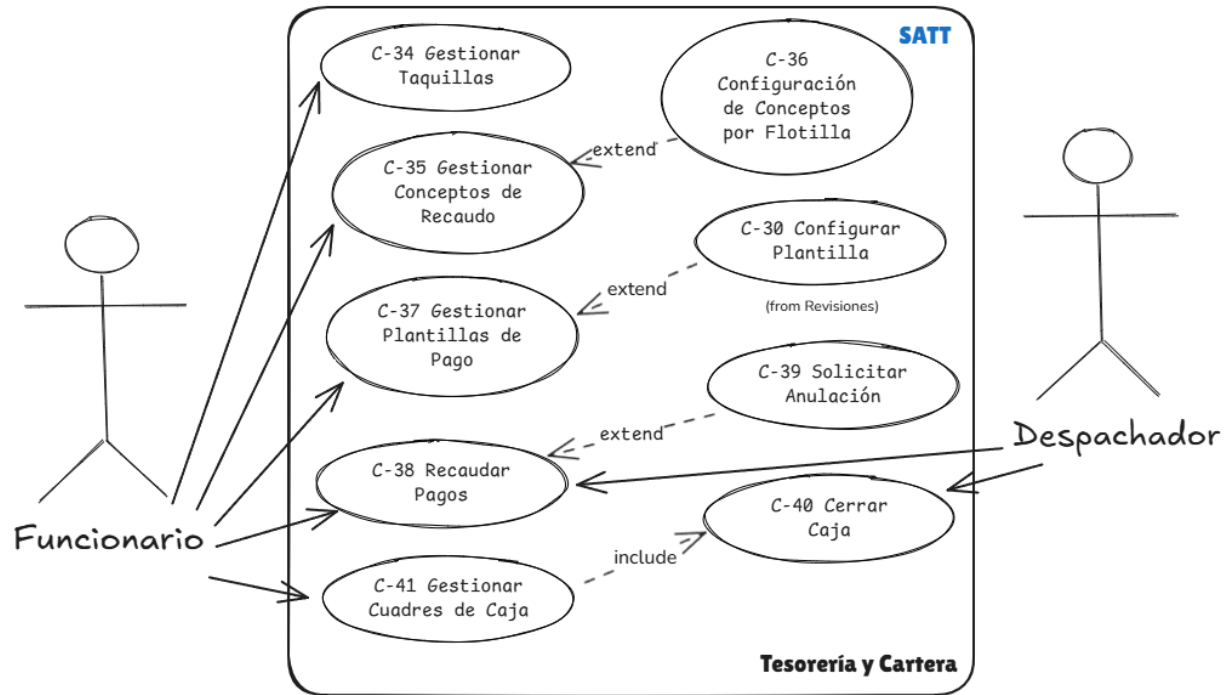 SATT
C-34 Gestionar
Taquillas
C-36
Configuración
de Conceptos
por Flotilla
extend
C-35 Gestionar
Conceptos de
Recaudo
C-30 Configurar
Plantilla
(from Revisiones)
extend
C-37 Gestionar
Plantillas de
Pago
C-39 Solicitar
Anulación
extend
Despachador
C-38 Recaudar
Pagos
C-40 Cerrar
Caja
Funcionario
include
C-41 Gestionar
Cuadres de Caja
Tesorería y Cartera